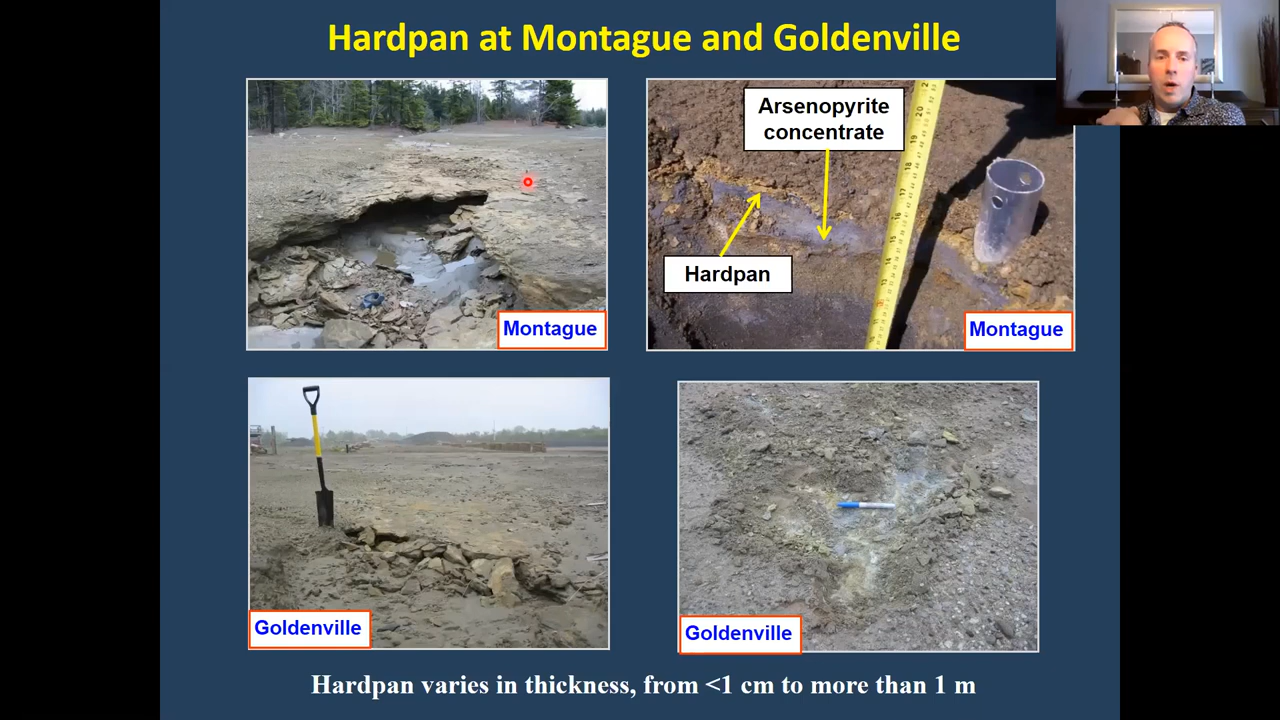 Hardpan at Montague and Goldenville
Arsenopyrite
concentrate
Hardpan
Montague
Montague
Goldenville
Goldenville
Hardpan varies in thickness, from <1 cm to more than 1 m